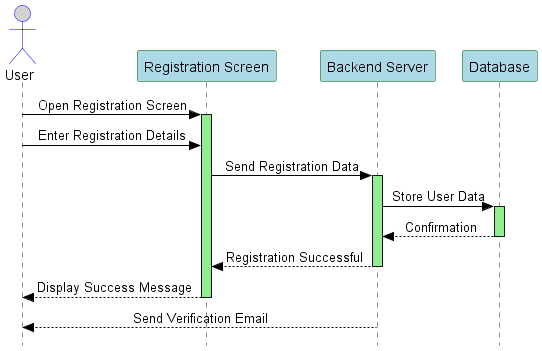 User
Registration Screen
Backend Server
Database
Open Registration Screen
Enter Registration Details
Send Registration Data
Store User Data
Confirmation
Registration Successful
Display Success Message
Send Verification Email